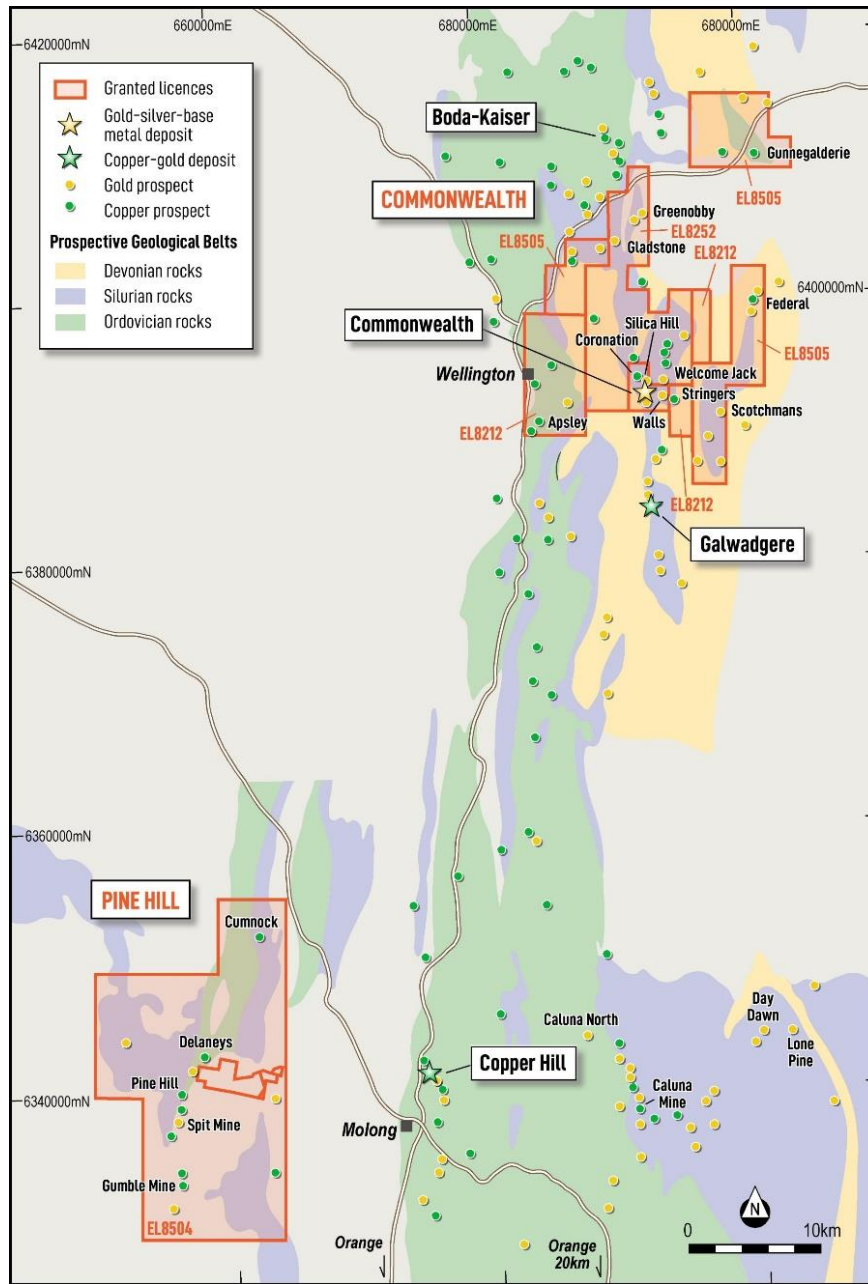 660000mE
680000mE
680000mE
6420000mN
Granted licences
Gold-silver-base
metal deposit
Copper-gold deposit
Gold prospect
Copper prospect
Prospective Geological Belts
Devonian rocks
Silurian rocks
Ordovician rocks
Boda-Kaiser
COMMONWEALTH
Gunnegalderie
EL8505
Greenobby
EL8252
EL8505
Gladstone
EL8212
6400000mN
Commonwealth
Silica Hill
Federal
Coronation
EL8505
Wellington
Welcome Jack
Stringers
Scotchmans
EL8212
Apsley
Walls
EL8212
Galwadgere
6380000mN
6360000mN
PINE HILL
Cumnock
Day
Dawn
Caluna North
Lone
Pine
Delaneys
Copper Hill
Pine Hill
Caluna
Mine
6340000mN
Spit Mine
Molong
Gumble Mine
EL8504
0
10km
Orange
Orange
20km
N